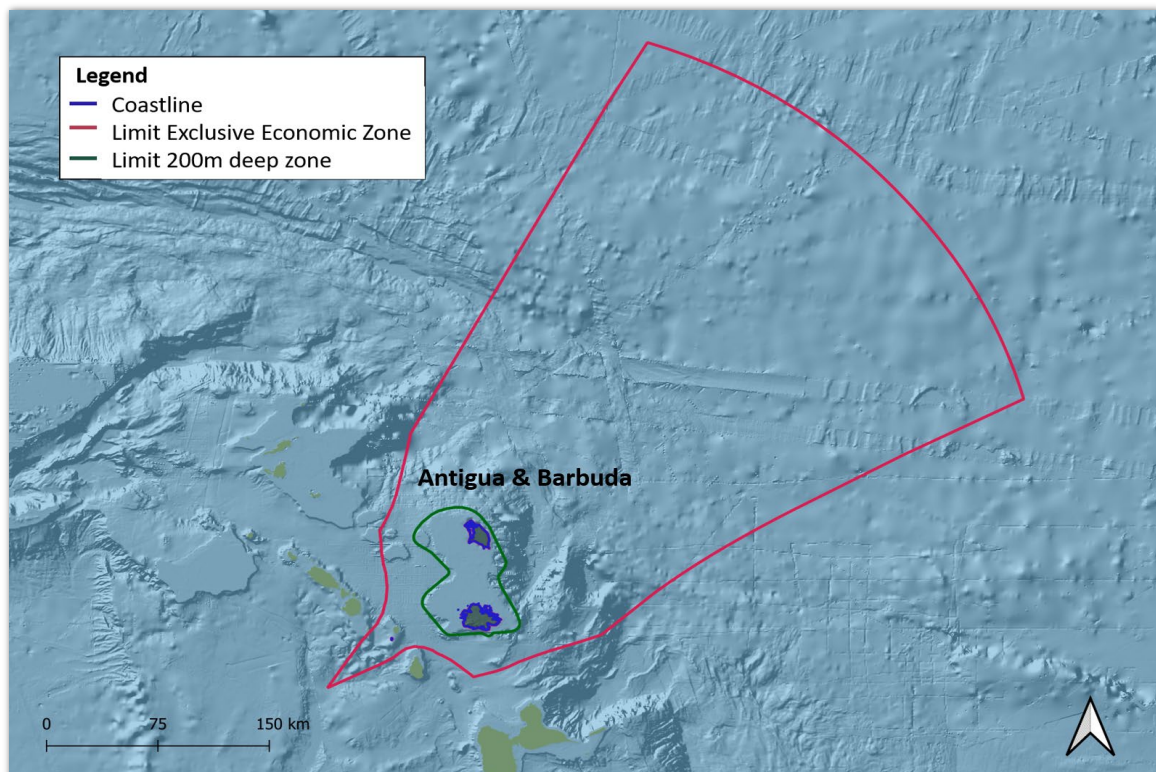 Legend
Coastline
Limit Exclusive Economic Zone
Limit 200m deep zone
Antigua & Barbuda
0 75 150 km